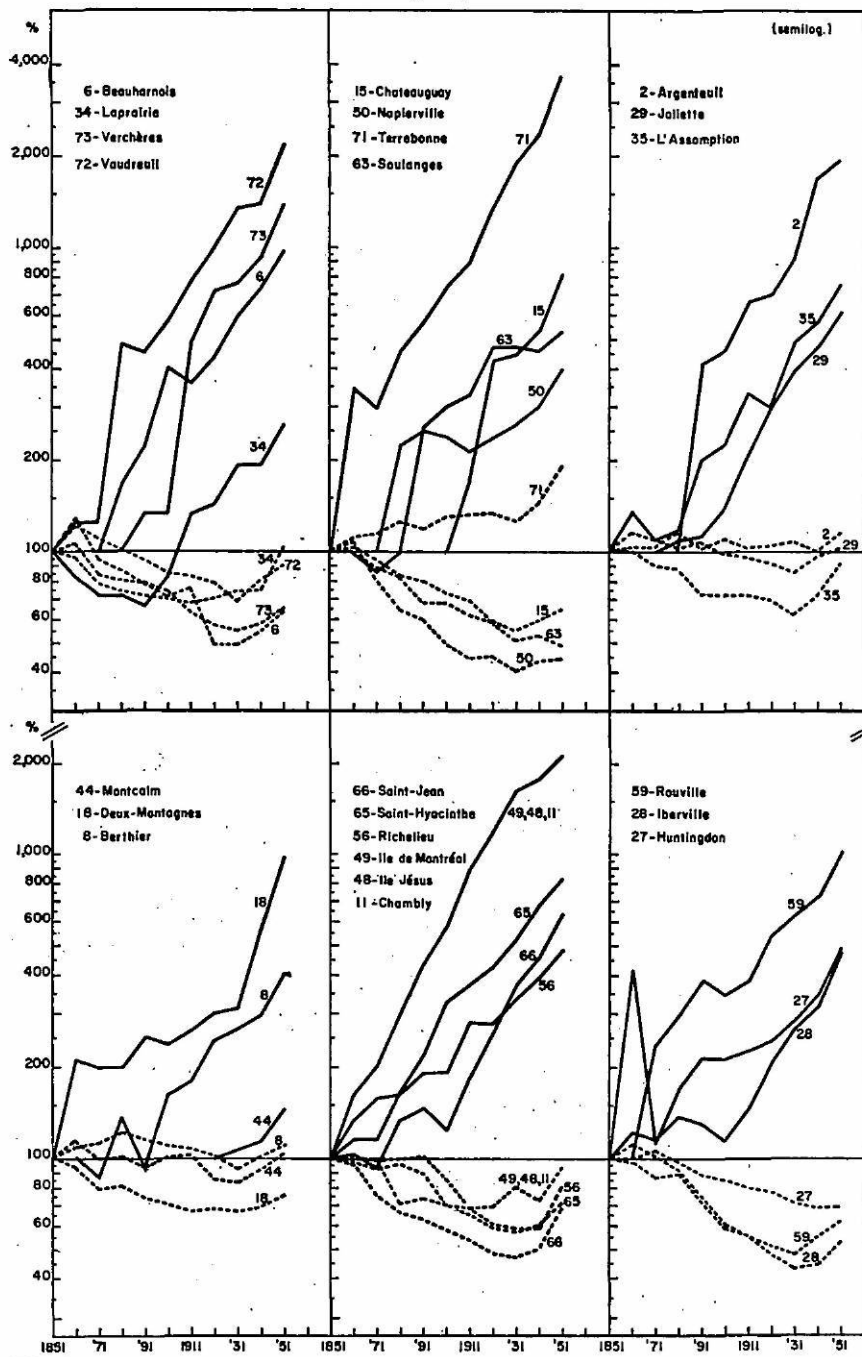 %
(semilog.)
4,000
6-Beauharnois
34-Laprairie
73-Verchères
72-Vaudreuil
2,000
1,000
800
600
400
200
100
80
60
40
72
73
6
34
34
72
73
6
15-Chateauguay
50-Napierville
71-Terrebonne
63-Soulanges
71
15
63
50
71
15
63
50
2-Argenteuil
29-Joliette
35-L'Assomption
2
35
29
2
29
35
%
2,000
1,000
800
600
400
200
100
80
60
40
44-Montcalm
18-Deux-Montagnes
8-Berthier
18
8
44
8
44
18
66-Saint-Jean
65-Saint-Hyacinthe
56-Richelieu
49-Ile de Montréal
48-Ile Jésus
11-Chambly
49,48,11
65
66
56
49,48,11
56
65
66
59-Rouville
28-Iberville
27-Huntingdon
59
27
28
27
59
28
1851 '71 '91 1911 '31 '51
1851 '71 '91 1911 '31 '51
1851 '71 '91 1911 '31 '51